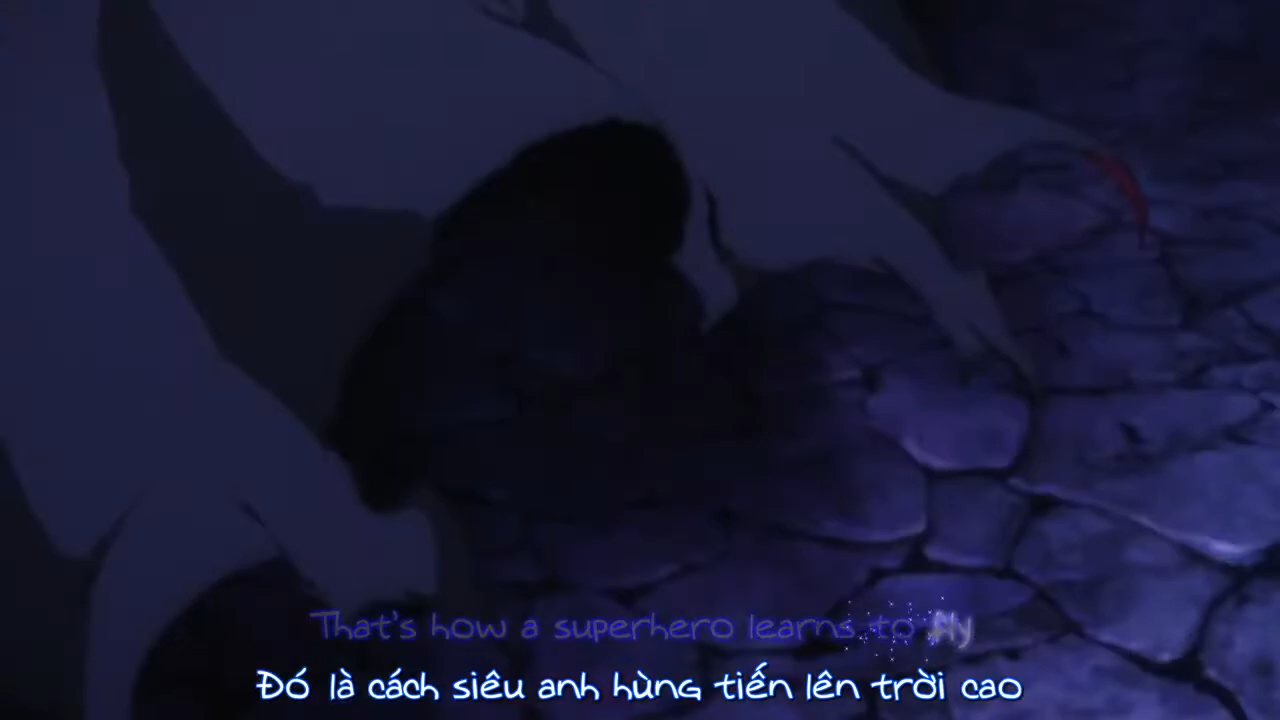 That's how a superhero learns to fly
Đó là cách siêu anh hùng tiến lên trời cao